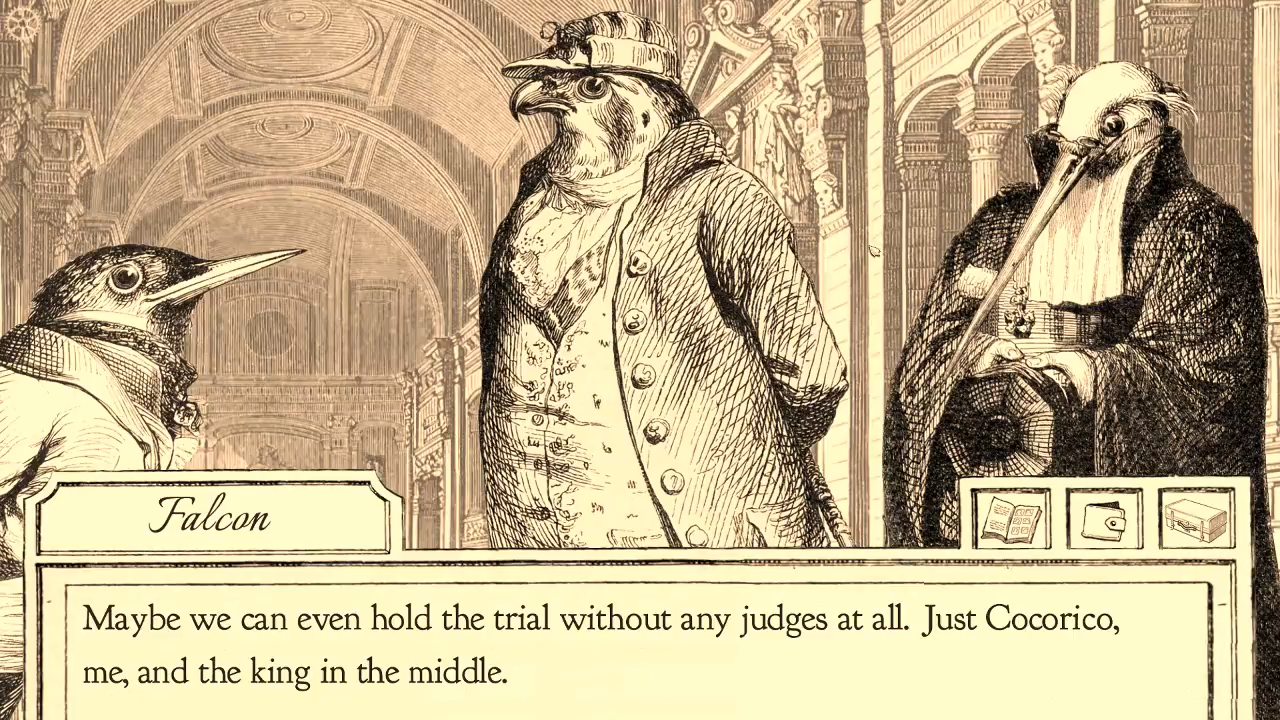 Falcon
Maybe we can even hold the trial without any judges at all. Just Cocorico,
me, and the king in the middle.